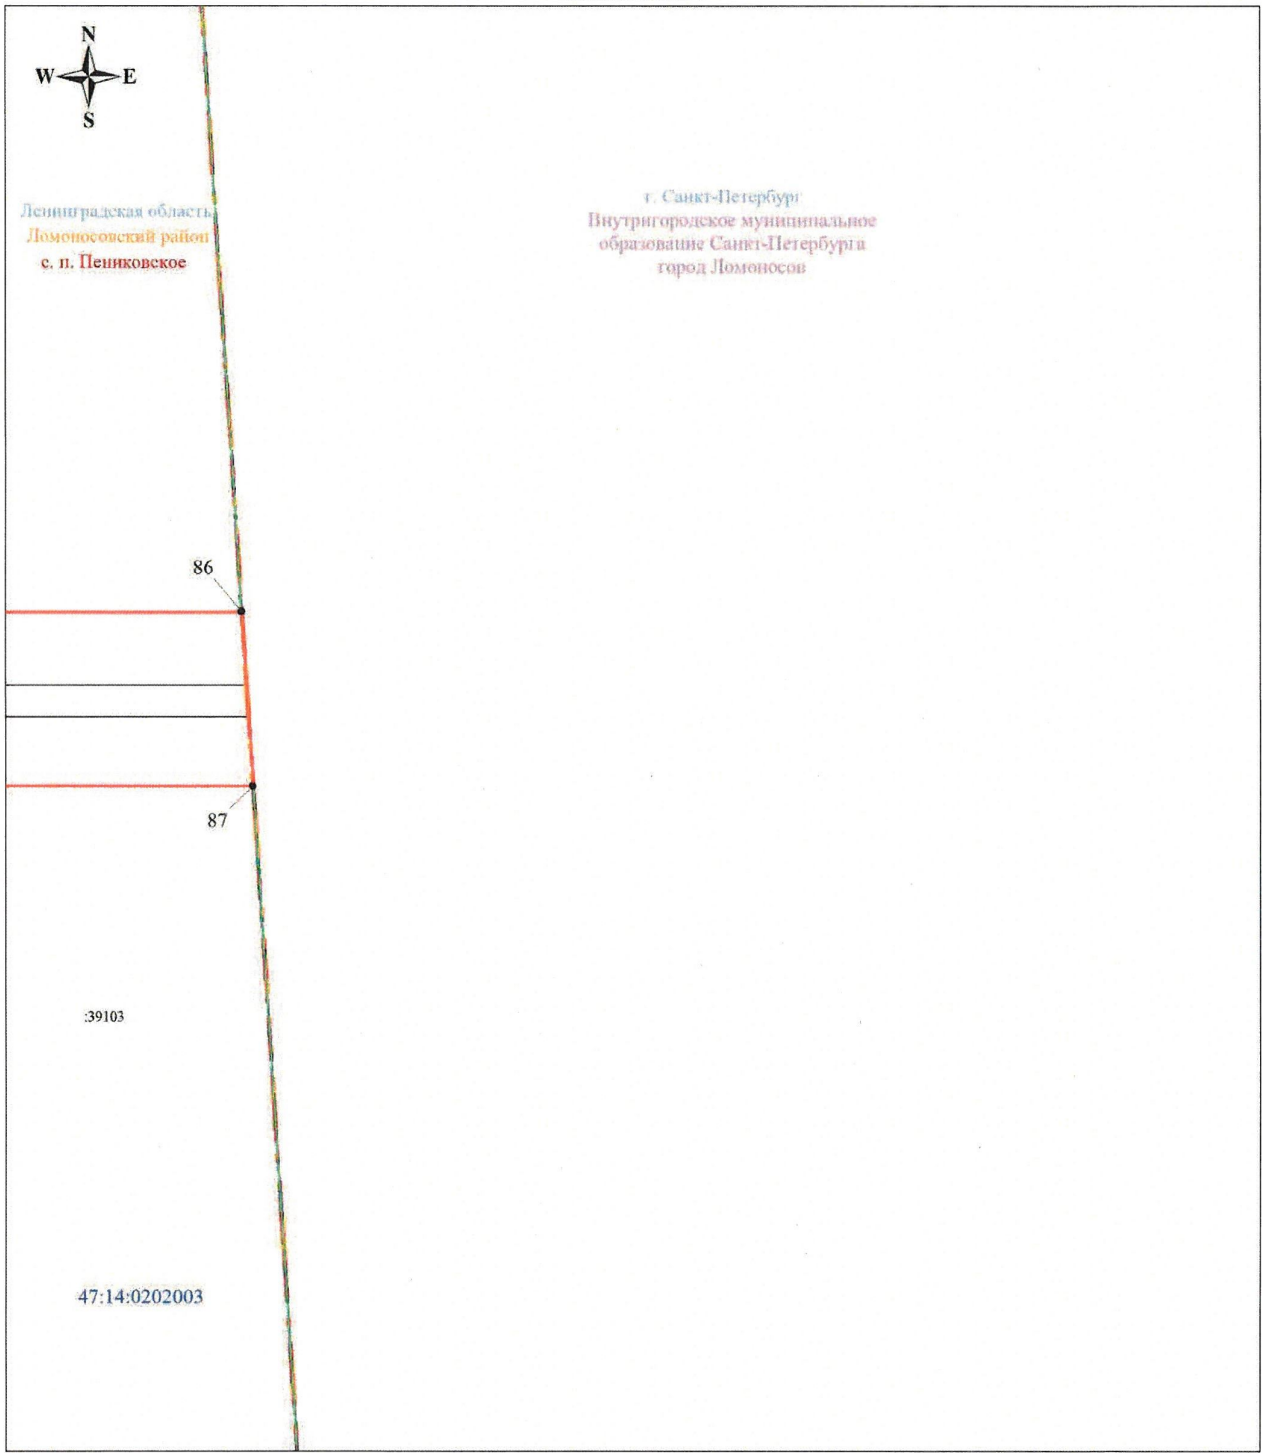 N
W E
S
Ленинградская область
Ломоносовский район
с. п. Пениковское
г. Санкт-Петербург
Внутригородское муниципальное
образование Санкт-Петербурга
город Ломоносов
86
87
:39103
47:14:0202003